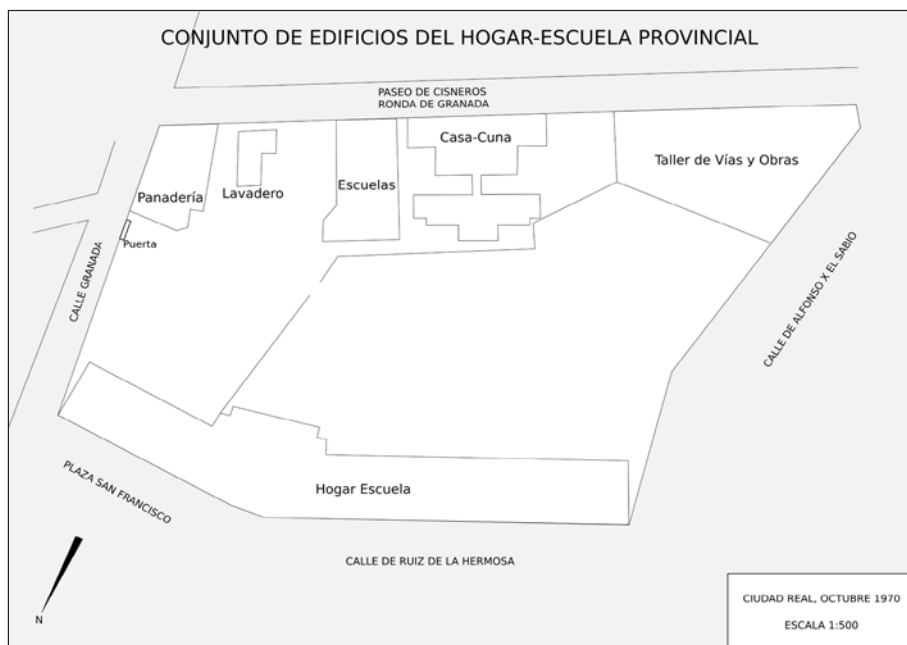 CONJUNTO DE EDIFICIOS DEL HOGAR-ESCUELA PROVINCIAL
PASEO DE CISNEROS
RONDA DE GRANADA
Casa-Cuna
Taller de Vías y Obras
Escuelas
Lavadero
Panadería
Puerta
CALLE GRANADA
CALLE DE ALFONSO X EL SABIO
PLAZA SAN FRANCISCO
Hogar Escuela
CALLE DE RUIZ DE LA HERMOSA
N
CIUDAD REAL, OCTUBRE 1970
ESCALA 1:500